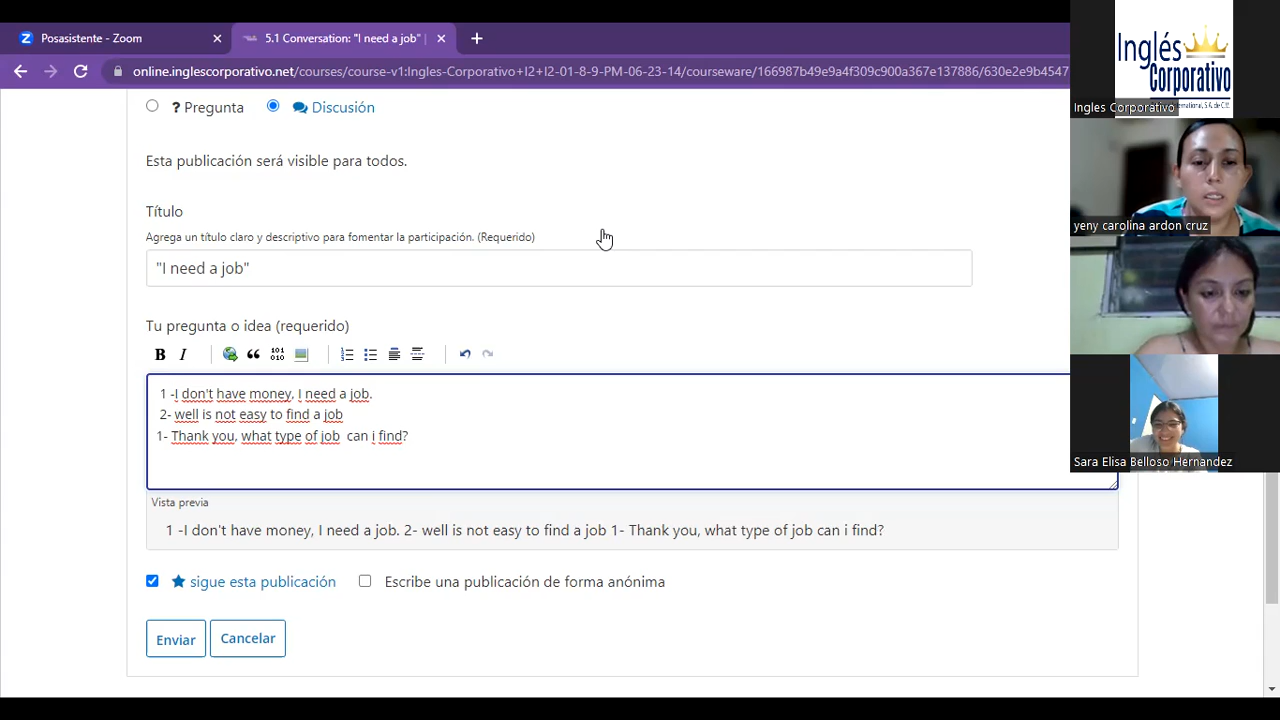 Posasistente - Zoom
5.1 Conversation: "I need a job" |
online.inglescorporativo.net/courses/course-v1:Ingles-Corporativo+I2+I2-01-8-9-PM-06-23-14/courseware/166987b49e9a4f309c900a367e137886/630e2e9b4547
? Pregunta
Discusión
Esta publicación será visible para todos.
Título
Agrega un título claro y descriptivo para fomentar la participación. (Requerido)
"I need a job"
Tu pregunta o idea (requerido)
B I
1 -I don't have money, I need a job.
2- well is not easy to find a job
1- Thank you, what type of job  can i find?
Vista previa
1 -I don't have money, I need a job. 2- well is not easy to find a job 1- Thank you, what type of job can i find?
sigue esta publicación
Escribe una publicación de forma anónima
Enviar
Cancelar
Inglés
Corporativo
Ingles Corporativo
yeny carolina ardon cruz
Sara Elisa Belloso Hernandez